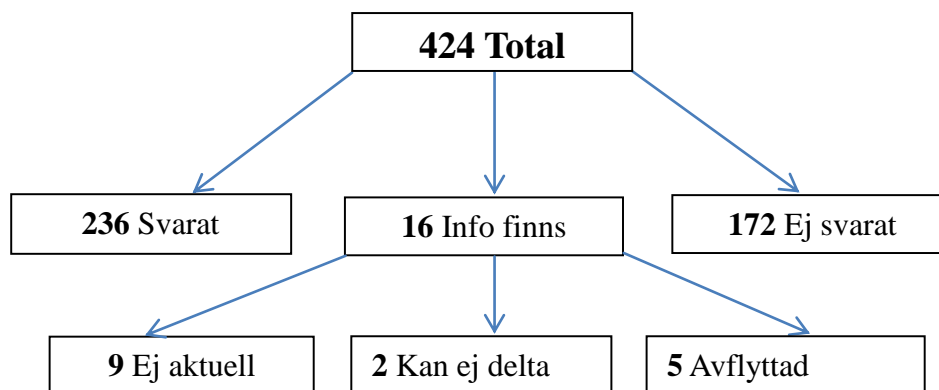 424 Total
236 Svarat
16 Info finns
172 Ej svarat
9 Ej aktuell
2 Kan ej delta
5 Avflyttad